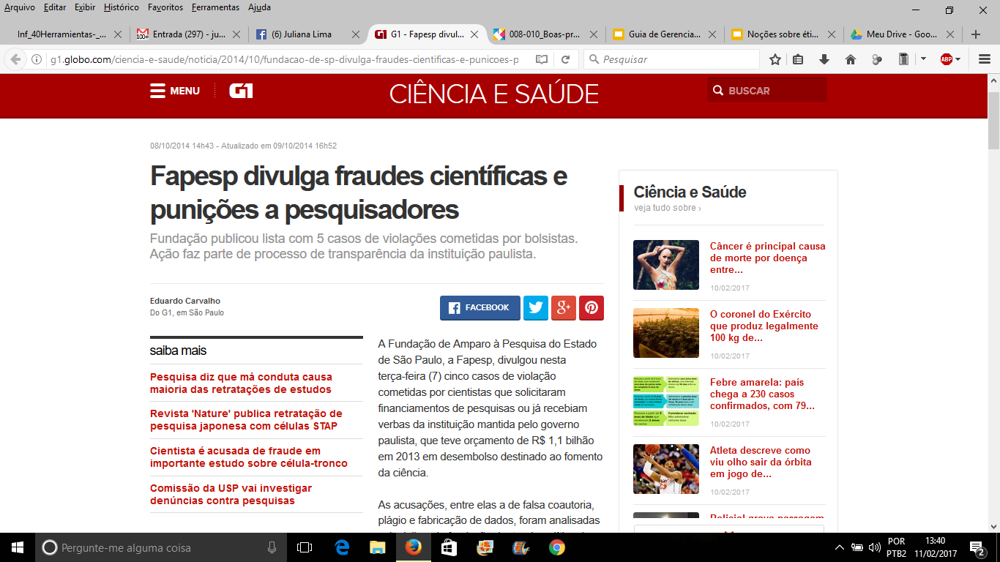 Arquivo Editar Exibir Histórico Favoritos Ferramentas Ajuda
Inf_40Herramientas-_...
Entrada (297) - ju...
(6) Juliana Lima
G1 - Fapesp divul...
008-010_Boas-pr...
Guia de Gerencia...
Noções sobre éti...
Meu Drive - Goo...
g1.globo.com/ciencia-e-saude/noticia/2014/10/fundacao-de-sp-divulga-fraudes-cientificas-e-punicoes-p
Pesquisar
ABP
MENU
G1
CIÊNCIA E SAÚDE
BUSCAR
08/10/2014 14h43 - Atualizado em 09/10/2014 16h52
Fapesp divulga fraudes científicas e
punições a pesquisadores
Fundação publicou lista com 5 casos de violações cometidas por bolsistas.
Ação faz parte de processo de transparência da instituição paulista.
Eduardo Carvalho
Do G1, em São Paulo
FACEBOOK
saiba mais
Pesquisa diz que má conduta causa
maioria das retratações de estudos
Revista 'Nature' publica retratação de
pesquisa japonesa com células STAP
Cientista é acusada de fraude em
importante estudo sobre célula-tronco
Comissão da USP vai investigar
denúncias contra pesquisas
A Fundação de Amparo à Pesquisa do Estado
de São Paulo, a Fapesp, divulgou nesta
terça-feira (7) cinco casos de violação
cometidas por cientistas que solicitaram
financiamentos de pesquisas ou já recebiam
verbas da instituição mantida pelo governo
paulista, que teve orçamento de R$ 1,1 bilhão
em 2013 em desembolso destinado ao fomento
da ciência.
As acusações, entre elas a de falsa coautoria,
plágio e fabricação de dados, foram analisadas
Ciência e Saúde
veja tudo sobre ›
Câncer é principal causa
de morte por doença
entre...
10/02/2017
O coronel do Exército
que produz legalmente
100 kg de...
10/02/2017
Febre amarela: país
chega a 230 casos
confirmados, com 79...
10/02/2017
Atleta descreve como
viu olho sair da órbita
em jogo de...
10/02/2017
Policial grava passagem
Pergunte-me alguma coisa
POR
PTB2
13:40
11/02/2017
2